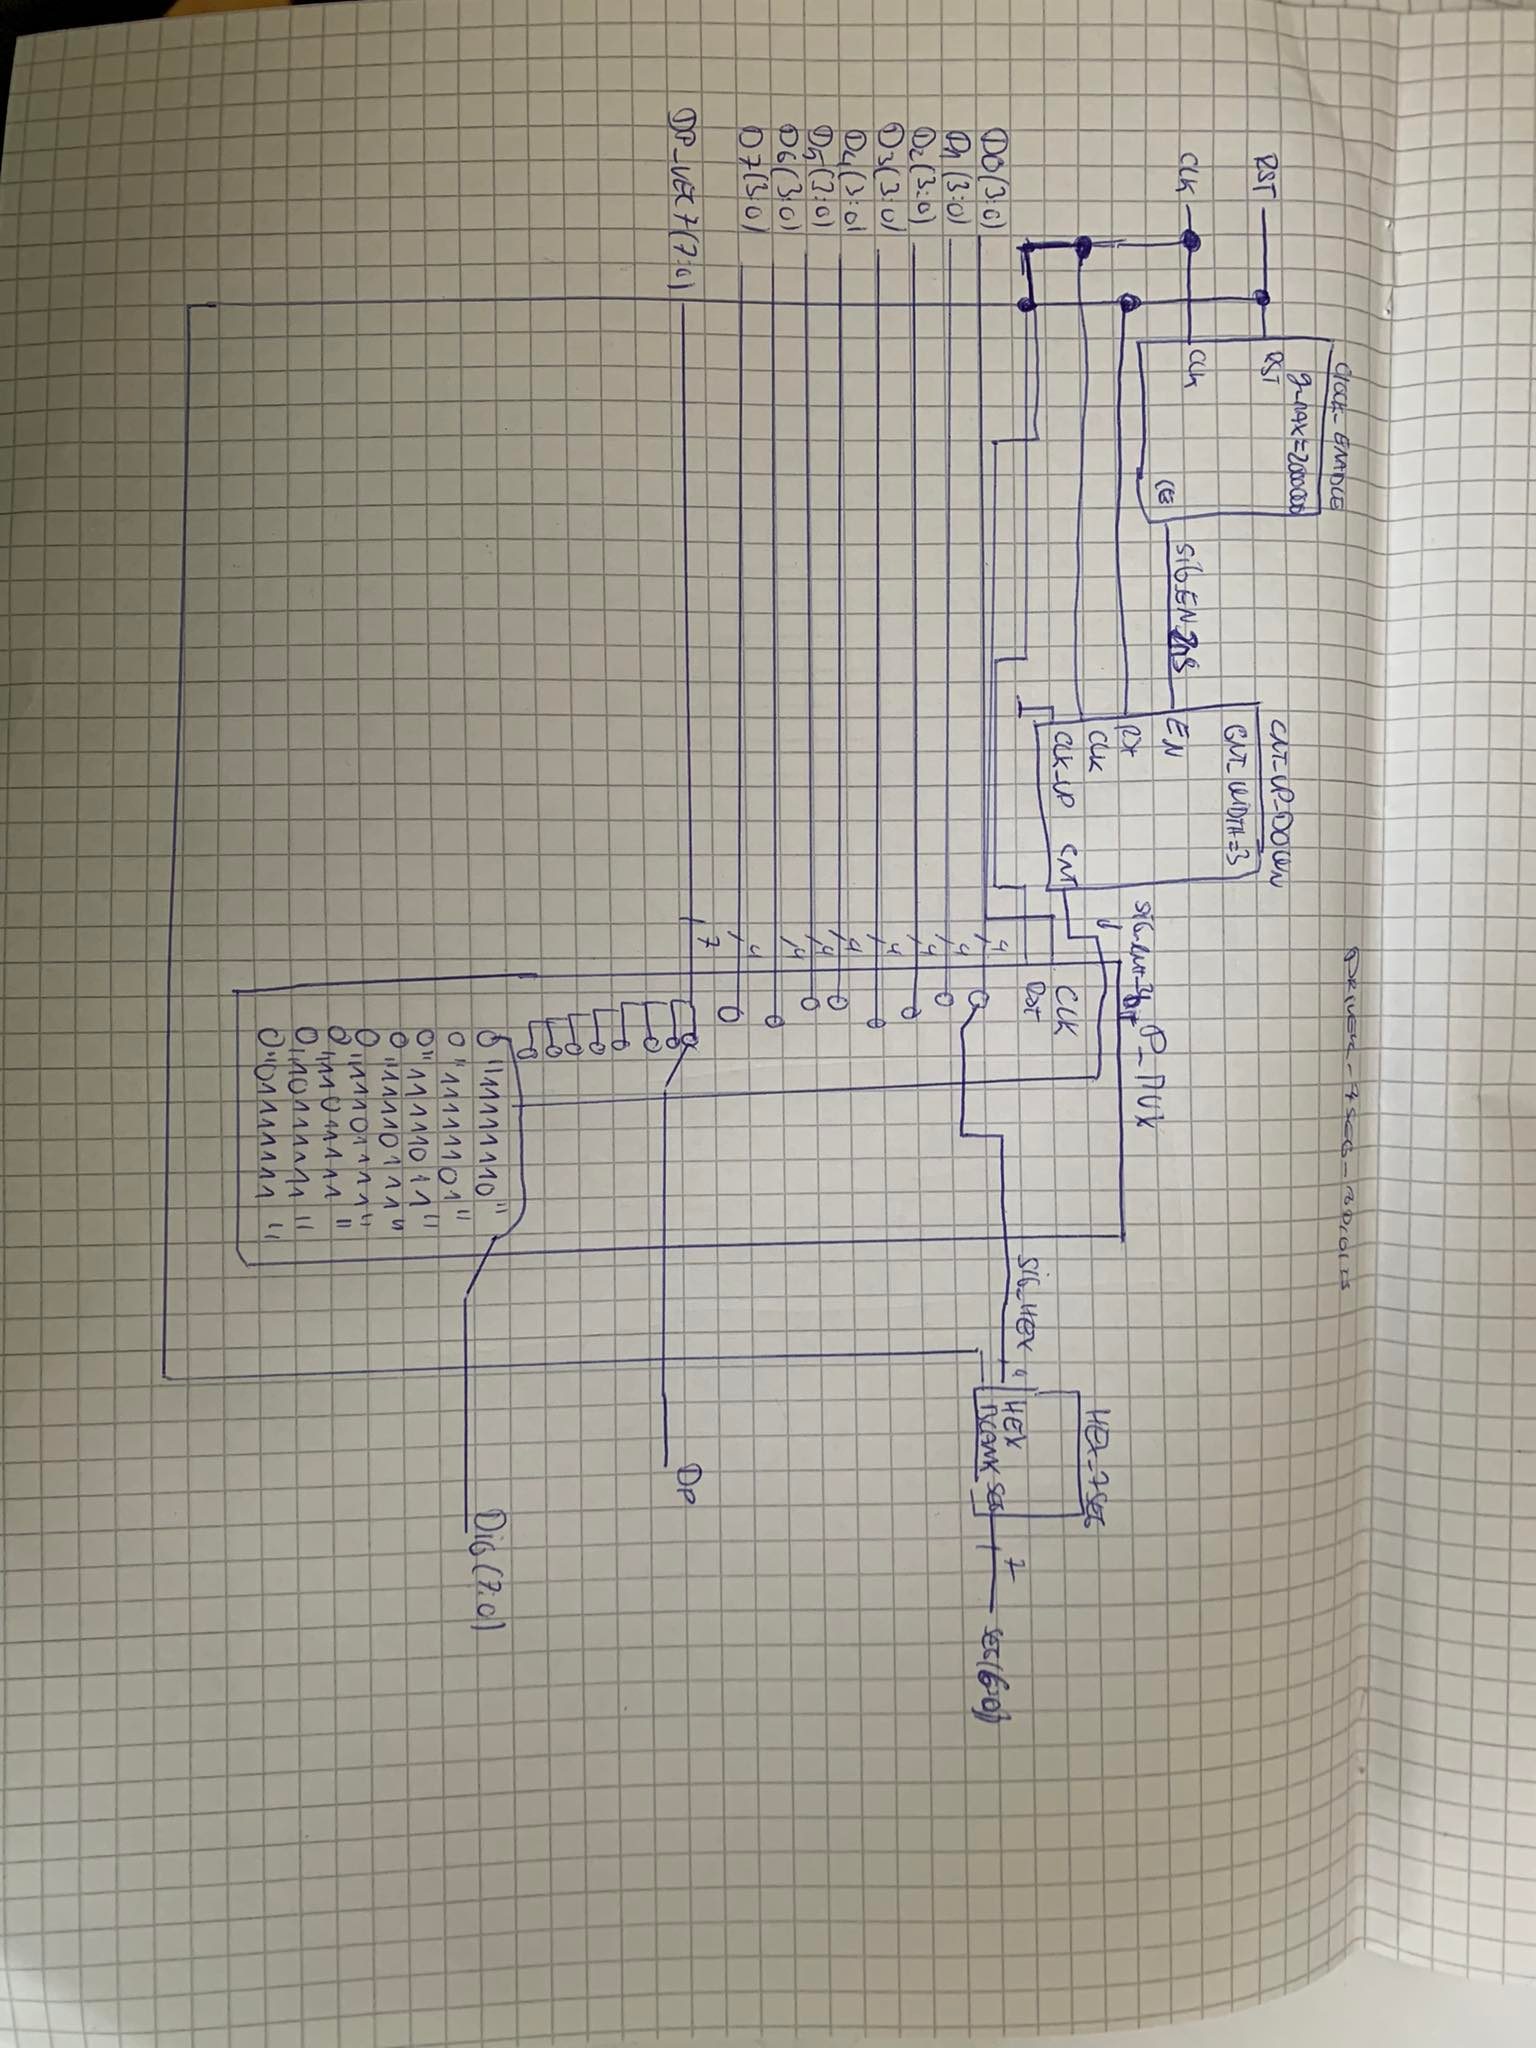 DRIVER_7SEG_8DIGITS
CLOCK_ENABLE
g_MAX=2000000
RST
RST
CLK
CLK
CE
SIG_EN_2MS
CNT_UP_DOWN
CNT_WIDTH=3
EN
RST
CLK
CLK_UP
CNT
SIG_CNT_3bit
P_MUX
CLK
RST
SIG_HEX
4
HEX_7SEG
HEX
BLANK
SEG
7
SEG(6:0)
D0(3:0)
4
D1(3:0)
4
D2(3:0)
4
D3(3:0)
4
D4(3:0)
4
D5(3:0)
4
D6(3:0)
4
D7(3:0)
4
DP_VEC7(7:0)
7
DP
DIG(7:0)
"11111110"
"11111101"
"11111011"
"11110111"
"11101111"
"11011111"
"10111111"
"01111111"